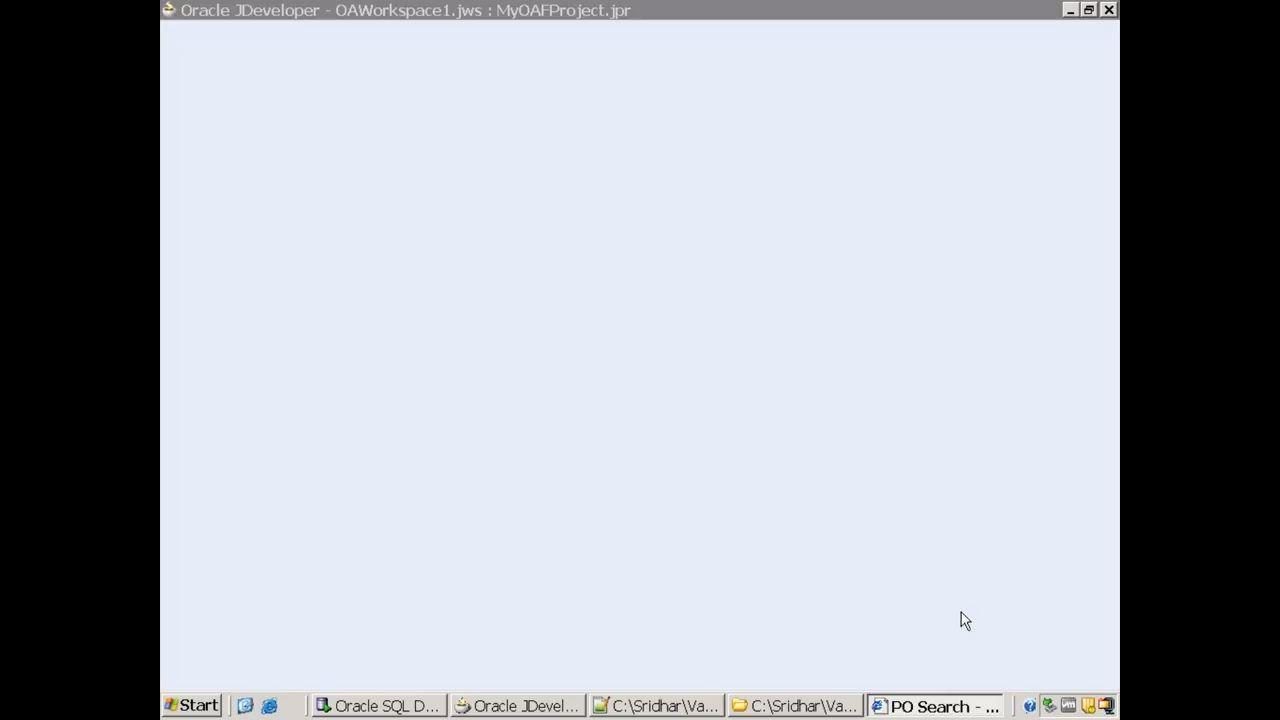 Oracle JDeveloper - OAWorkspace1.jws : MyOAFProject.jpr
Start
Oracle SQL D...
Oracle JDevel...
C:\Sridhar\Va...
C:\Sridhar\Va...
PO Search - ...